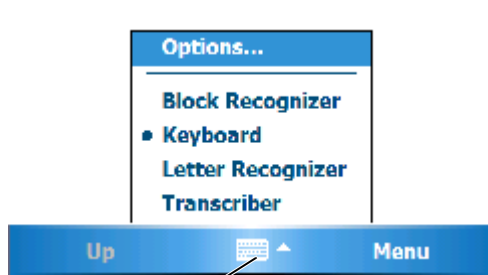 Options...
Block Recognizer
Keyboard
Letter Recognizer
Transcriber
Up Menu